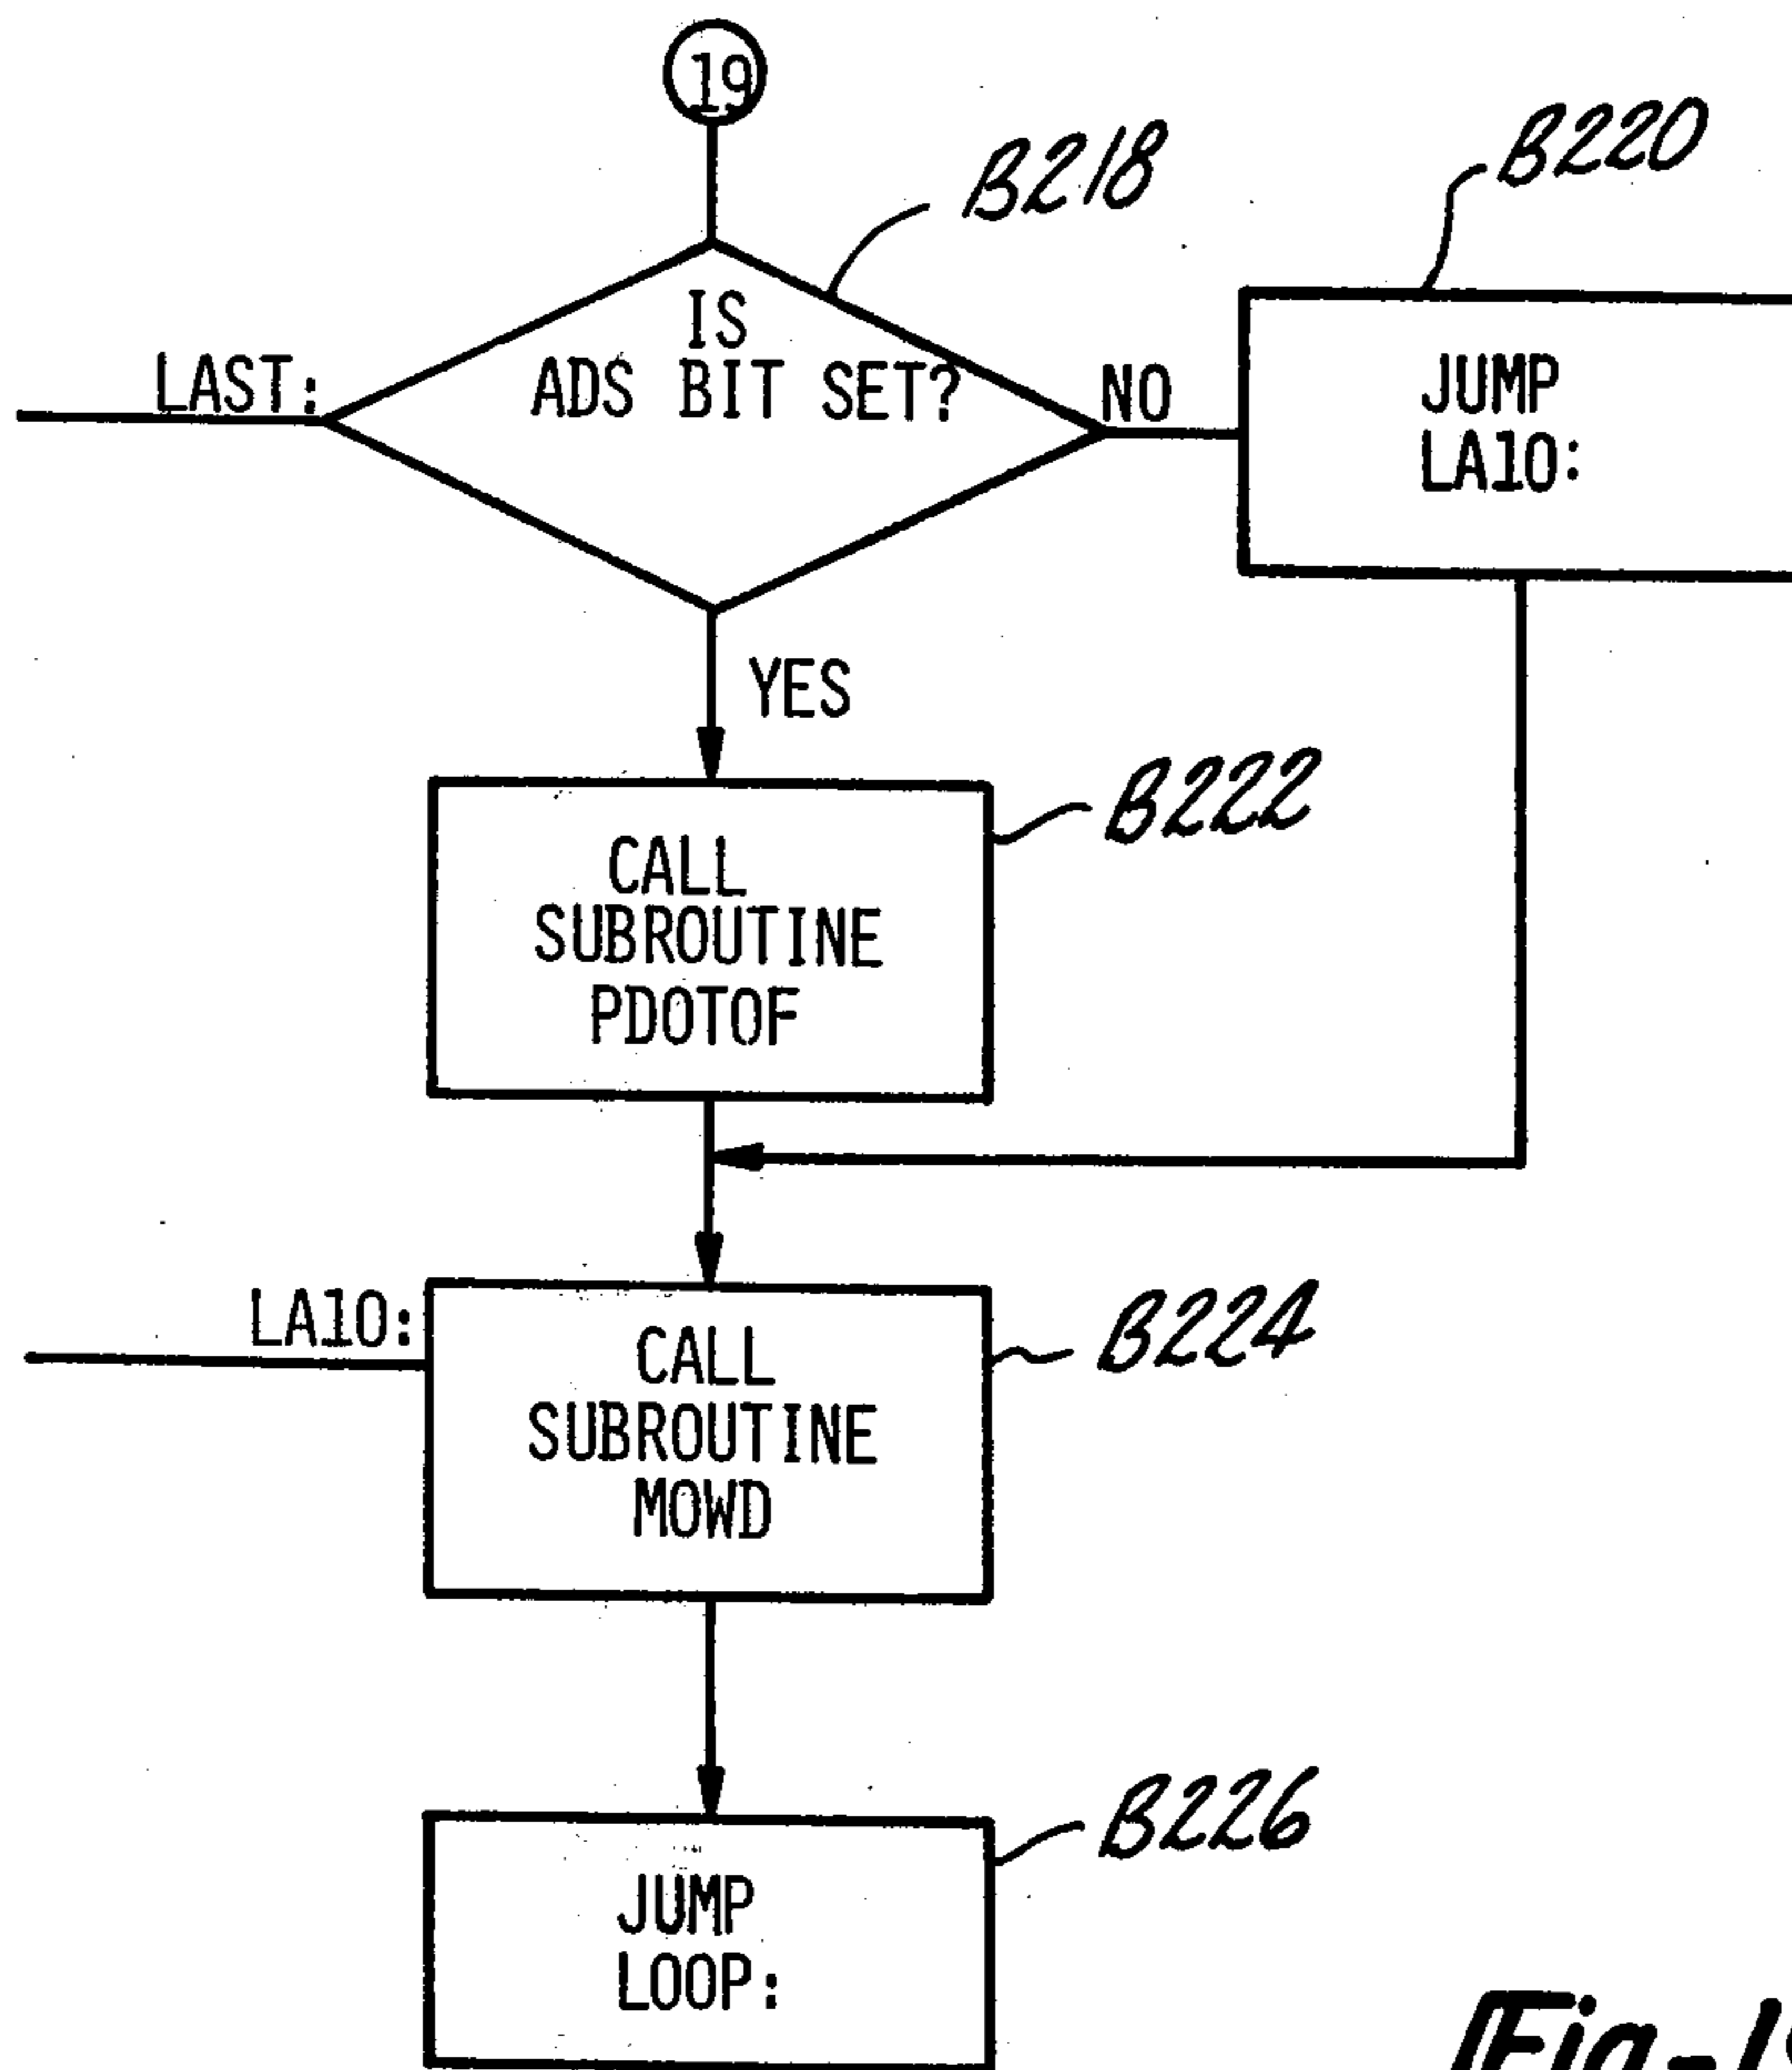 19
B218
B220
IS
LAST:
ADS BIT SET?
NO
JUMP
LA10:
YES
B222
CALL
SUBROUTINE
PDOTOF
LA10:
B224
CALL
SUBROUTINE
MOWD
B226
JUMP
LOOP: